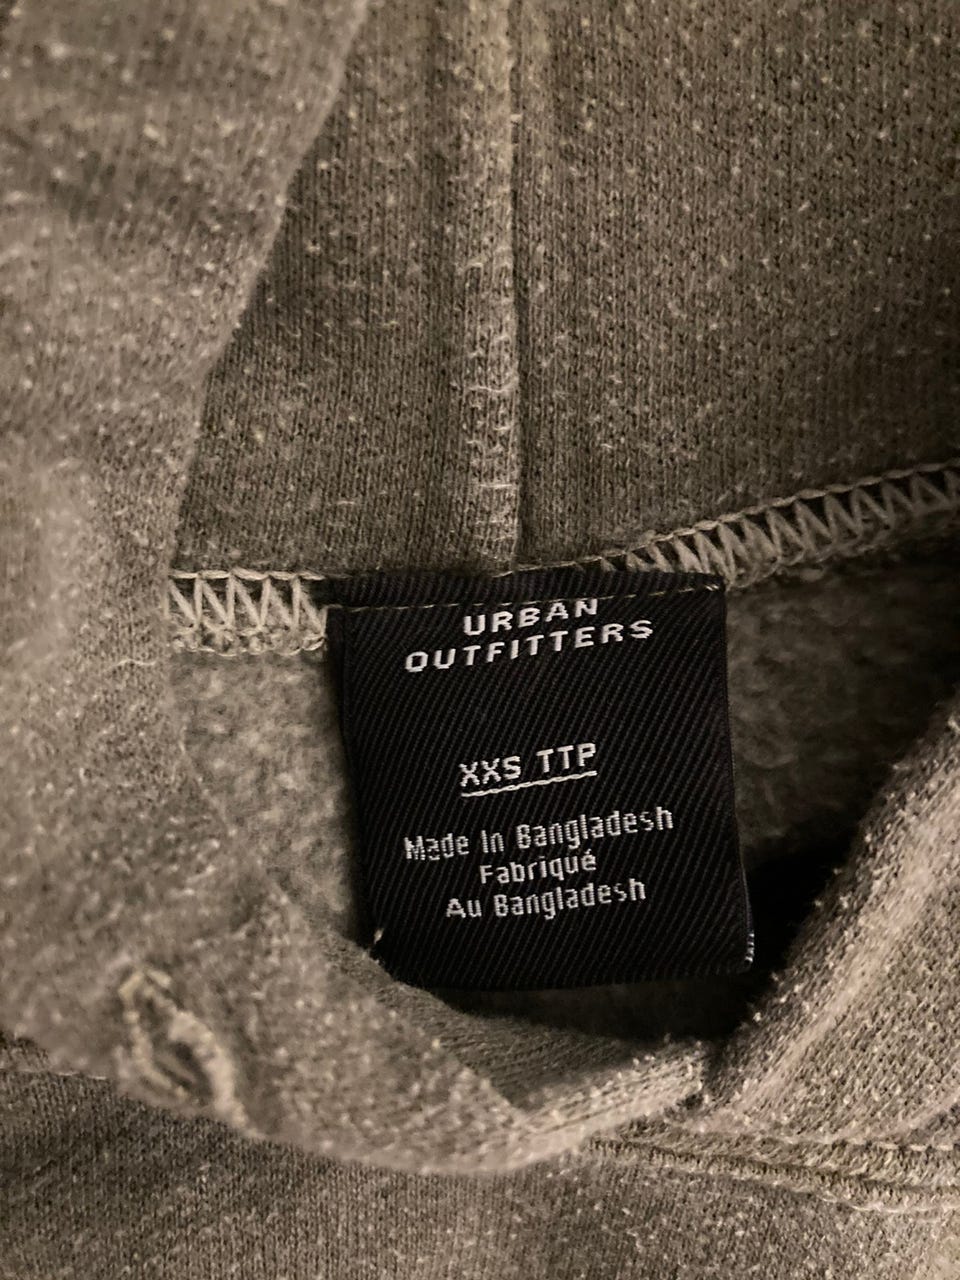 URBAN
OUTFITTERS
XXS TTP
Made In Bangladesh
Fabriqué
Au Bangladesh